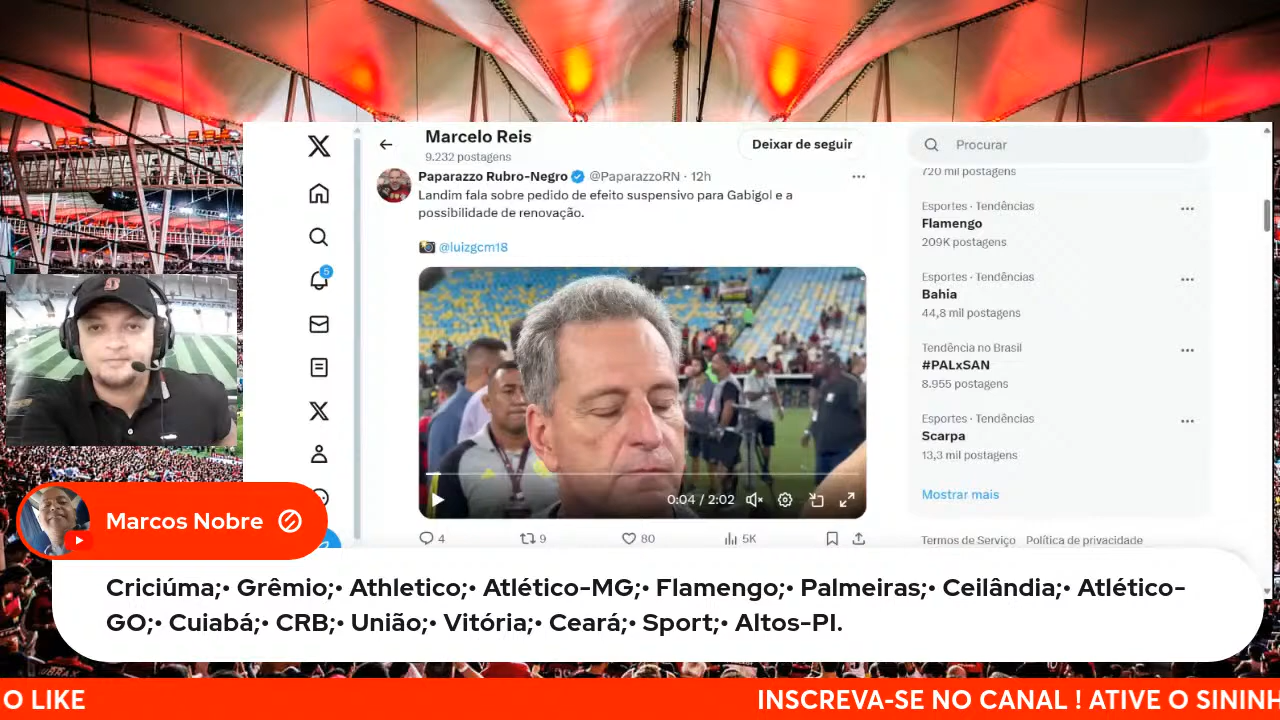 Marcelo Reis
9.232 postagens
Deixar de seguir
Procurar
Paparazzo Rubro-Negro @PaparazzoRN · 12h
Landim fala sobre pedido de efeito suspensivo para Gabigol e a
possibilidade de renovação.
@luizgcm18
0:04 / 2:02
4
9
80
5K
5
720 mil postagens
Esportes · Tendências
Flamengo
209K postagens
Esportes · Tendências
Bahia
44,8 mil postagens
Tendência no Brasil
#PALxSAN
8.955 postagens
Esportes · Tendências
Scarpa
13,3 mil postagens
Mostrar mais
Termos de Serviço Política de privacidade
Marcos Nobre
Criciúma;• Grêmio;• Athletico;• Atlético-MG;• Flamengo;• Palmeiras;• Ceilândia;• Atlético-
GO;• Cuiabá;• CRB;• União;• Vitória;• Ceará;• Sport;• Altos-PI.
O LIKE INSCREVA-SE NO CANAL ! ATIVE O SININH